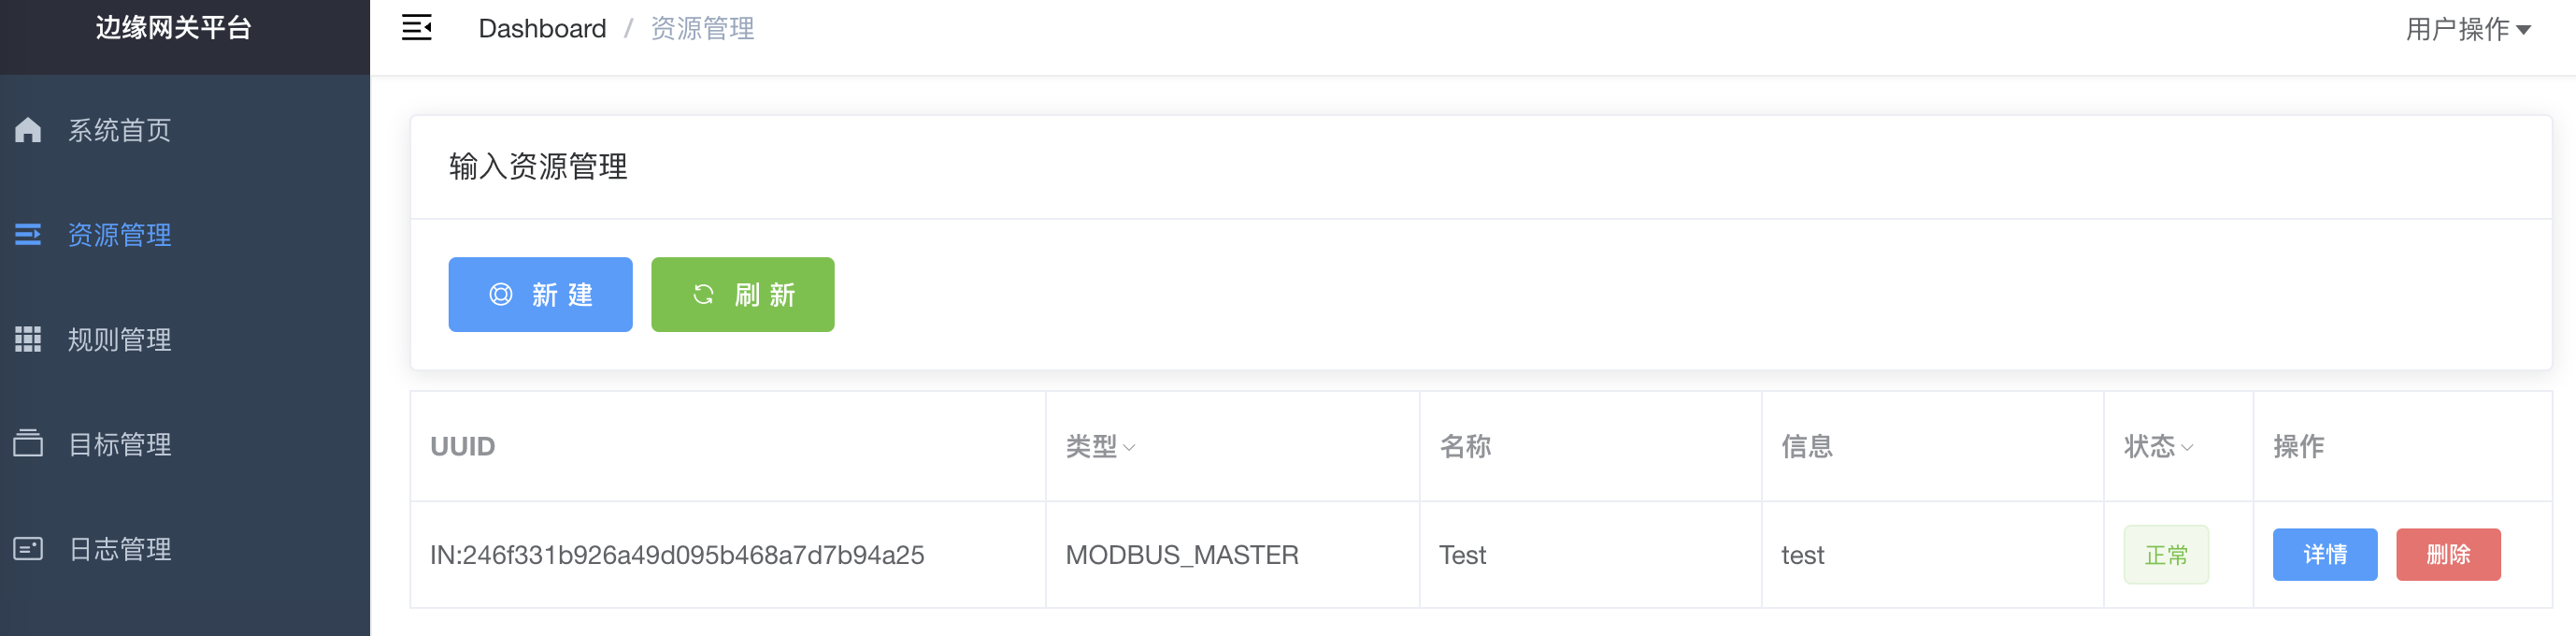 边缘网关平台
Dashboard / 资源管理
用户操作
系统首页
资源管理
规则管理
目标管理
日志管理
输入资源管理
新 建
刷 新
UUID 类型 名称 信息 状态 操作
IN:246f331b926a49d095b468a7d7b94a25 MODBUS_MASTER Test test 正常 详情 删除